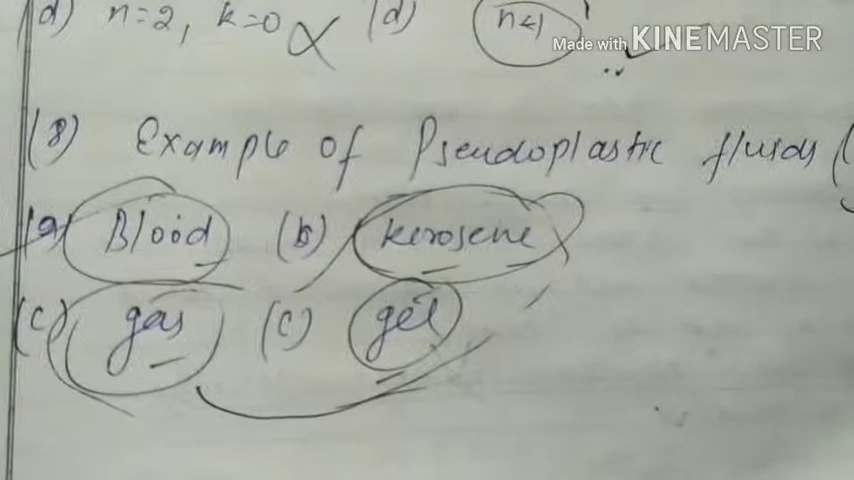 (d) n=2, k=0 (d) n<1
Made with KINEMASTER
(8) Example of Pseudoplastic fluids (
(a) Blood (b) kerosene
(c) gas (c) gel